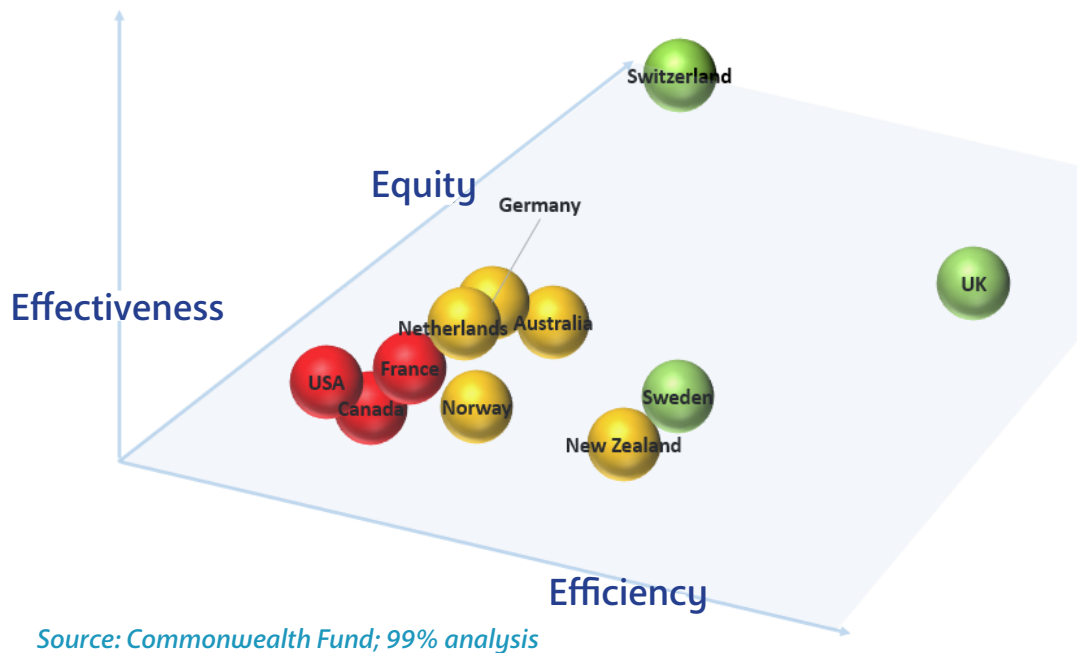 Switzerland
Equity
Germany
UK
Effectiveness
Netherlands
Australia
France
USA
Canada
Norway
Sweden
New Zealand
Efficiency
Source: Commonwealth Fund; 99% analysis